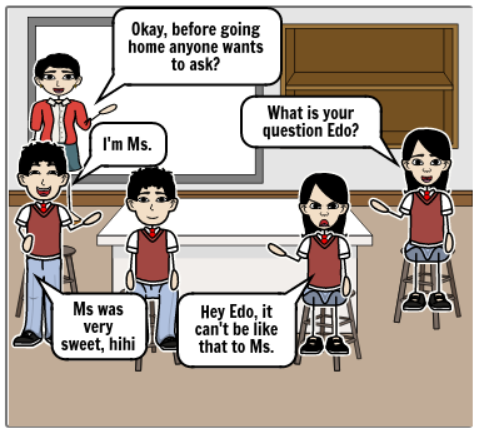 Okay, before going
home anyone wants
to ask?
I'm Ms.
What is your
question Edo?
Ms was
very
sweet, hihi
Hey Edo, it
can't be like
that to Ms.